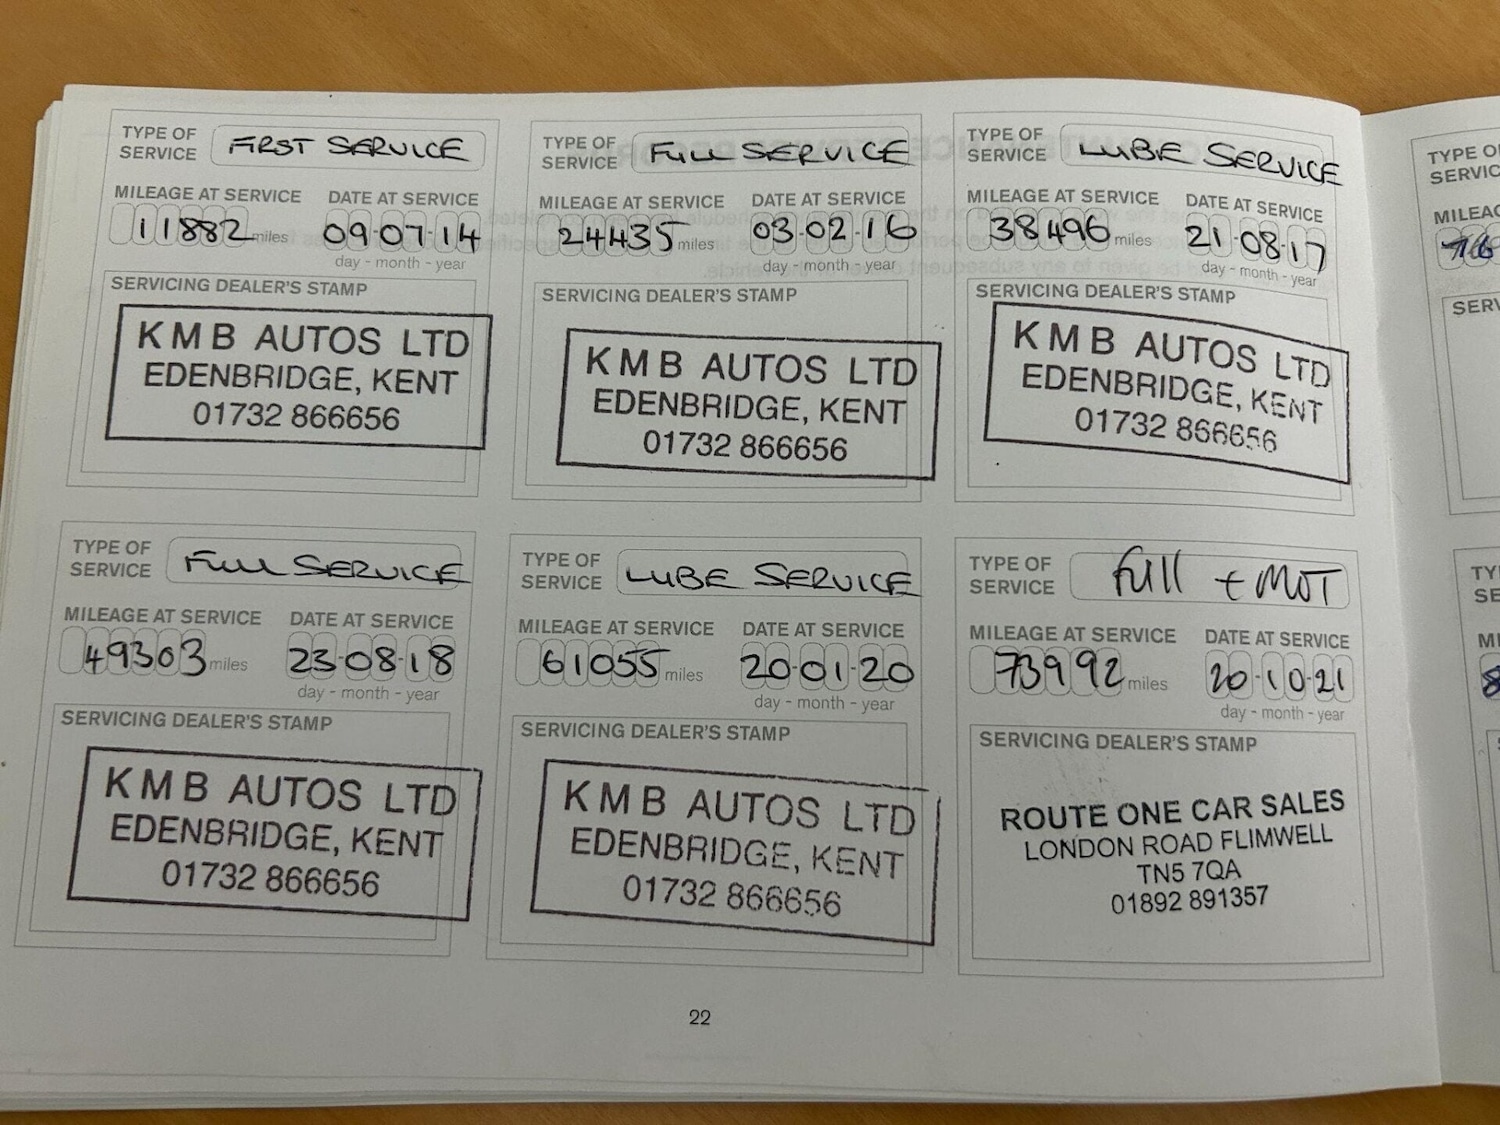 TYPE OF SERVICE FIRST SERVICE
MILEAGE AT SERVICE DATE AT SERVICE
11882 miles 09-07-14
day - month - year
SERVICING DEALER'S STAMP
KMB AUTOS LTD
EDENBRIDGE, KENT
01732 866656
TYPE OF SERVICE FULL SERVICE
MILEAGE AT SERVICE DATE AT SERVICE
24435 miles 03-02-16
day - month - year
SERVICING DEALER'S STAMP
KMB AUTOS LTD
EDENBRIDGE, KENT
01732 866656
TYPE OF SERVICE LUBE SERVICE
MILEAGE AT SERVICE DATE AT SERVICE
38496 miles 21-08-17
day - month - year
SERVICING DEALER'S STAMP
KMB AUTOS LTD
EDENBRIDGE, KENT
01732 866656
TYPE OF SERVICE FULL SERVICE
MILEAGE AT SERVICE DATE AT SERVICE
49303 miles 23-08-18
day - month - year
SERVICING DEALER'S STAMP
KMB AUTOS LTD
EDENBRIDGE, KENT
01732 866656
TYPE OF SERVICE LUBE SERVICE
MILEAGE AT SERVICE DATE AT SERVICE
61055 miles 20-01-20
day - month - year
SERVICING DEALER'S STAMP
KMB AUTOS LTD
EDENBRIDGE, KENT
01732 866656
TYPE OF SERVICE Full + MOT
MILEAGE AT SERVICE DATE AT SERVICE
73992 miles 20-10-21
day - month - year
SERVICING DEALER'S STAMP
ROUTE ONE CAR SALES
LONDON ROAD FLIMWELL
TN5 7QA
01892 891357
22